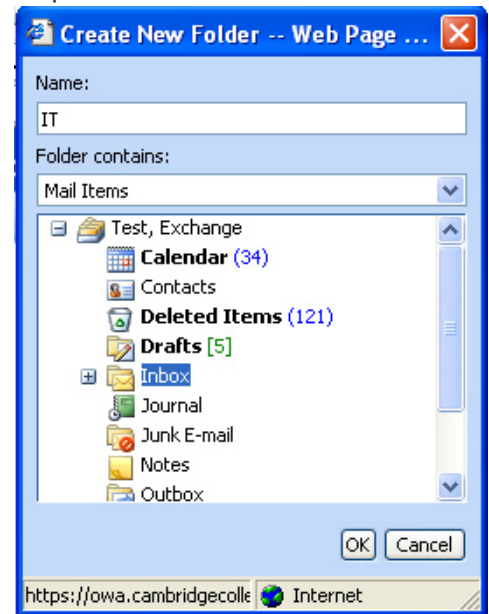 Create New Folder -- Web Page ...
Name:
IT
Folder contains:
Mail Items
Test, Exchange
Calendar (34)
Contacts
Deleted Items (121)
Drafts [5]
Inbox
Journal
Junk E-mail
Notes
Outbox
OK Cancel
https://owa.cambridgecolle Internet